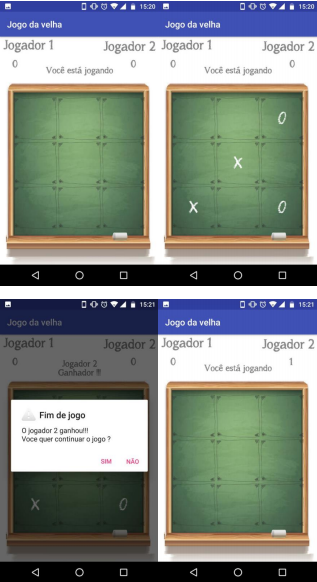 15:20
Jogo da velha
Jogador 1 Jogador 2
0 0
Você está jogando
15:20
Jogo da velha
Jogador 1 Jogador 2
0 0
Você está jogando
O
X
X O
15:21
Jogo da velha
Jogador 1 Jogador 2
0 0
Jogador 2
Ganhador !!!
Fim de jogo
O jogador 2 ganhou!!!
Voce quer continuar o jogo ?
SIM NÃO
X O
15:21
Jogo da velha
Jogador 1 Jogador 2
0 1
Você está jogando